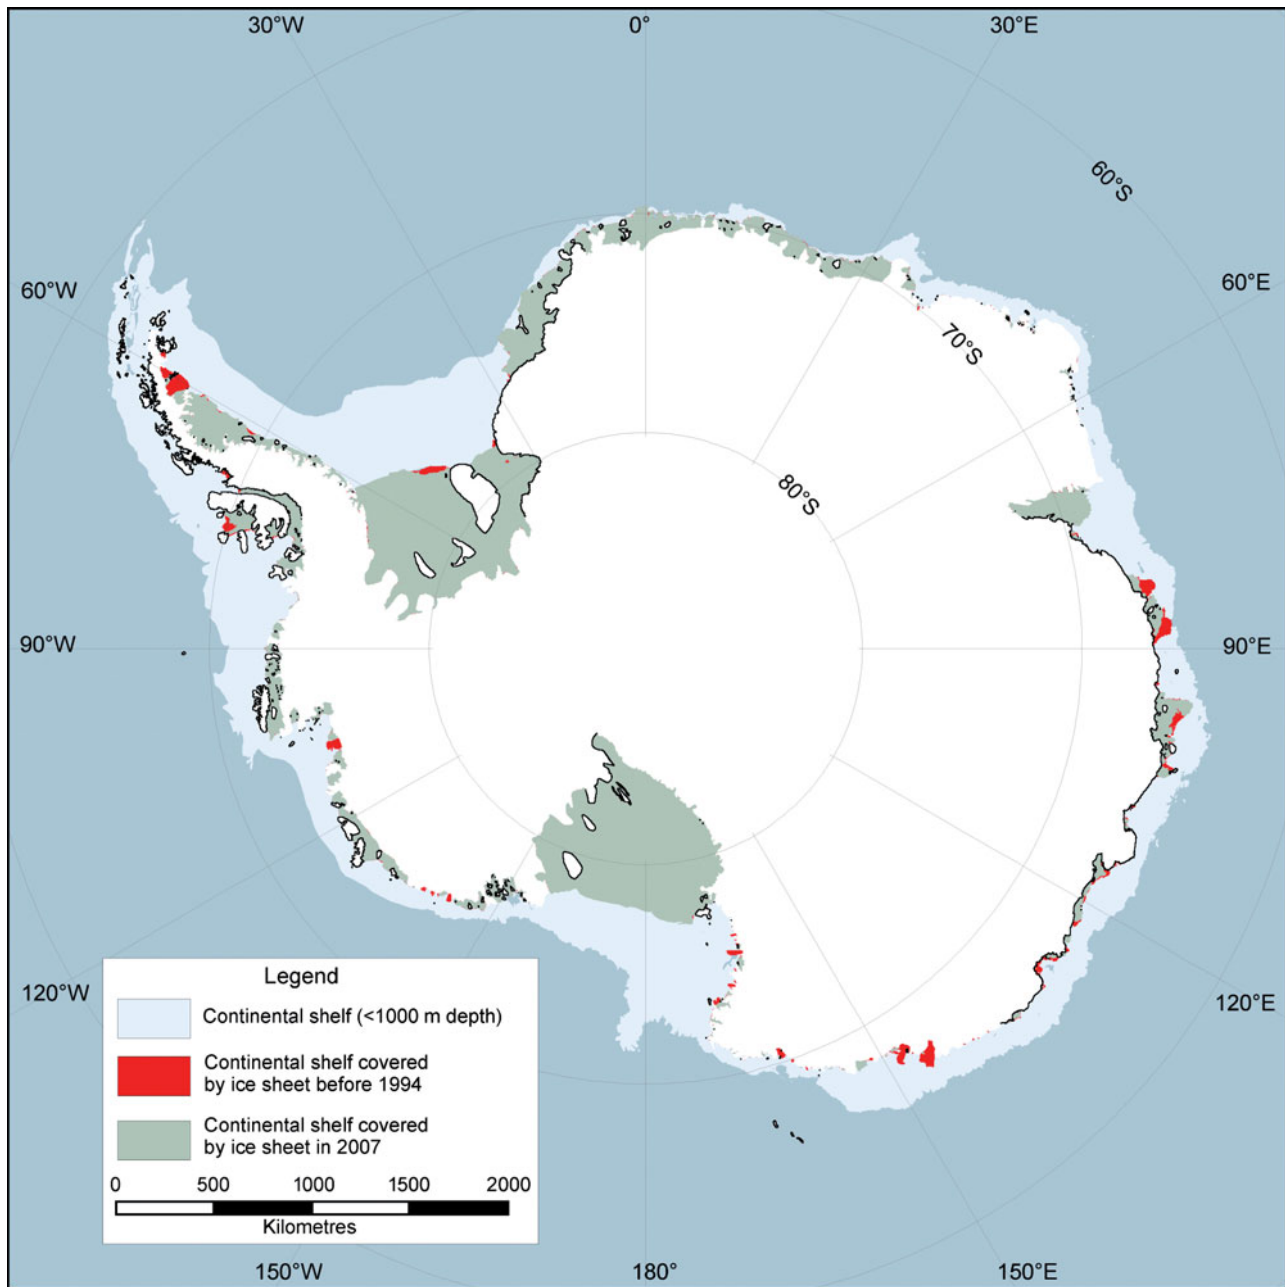 30°W
0°
30°E
60°S
60°W
60°E
70°S
80°S
90°W
90°E
120°W
120°E
Legend
Continental shelf (<1000 m depth)
Continental shelf covered
by ice sheet before 1994
Continental shelf covered
by ice sheet in 2007
0 500 1000 1500 2000
Kilometres
150°W
180°
150°E